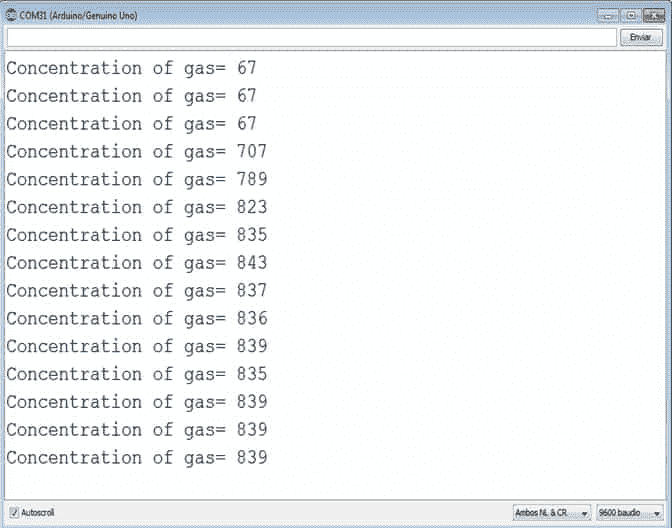 COM31 (Arduino/Genuino Uno)
Enviar
Concentration of gas= 67
Concentration of gas= 67
Concentration of gas= 67
Concentration of gas= 707
Concentration of gas= 789
Concentration of gas= 823
Concentration of gas= 835
Concentration of gas= 843
Concentration of gas= 837
Concentration of gas= 836
Concentration of gas= 839
Concentration of gas= 835
Concentration of gas= 839
Concentration of gas= 839
Concentration of gas= 839
Autoscroll Ambos NL & CR 9600 baudio